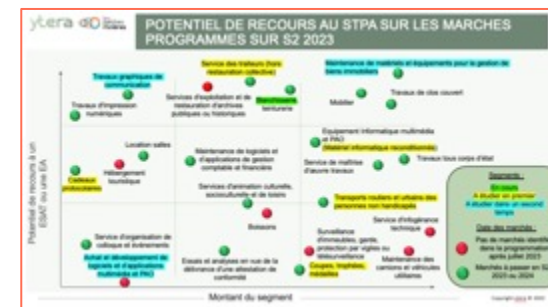 ytera
POTENTIEL DE RECOURS AU STPA SUR LES MARCHES
PROGRAMMES SUR S2 2023
Service des traiteurs (hors
restauration collective)
Maintenance de matériels et équipements pour la gestion de
biens immobiliers
Travaux graphiques de
communication
Services d'exploitation et de
restauration d'archives
publiques ou historiques
Blanchisserie
teinturerie
Mobilier
Travaux de clos couvert
Travaux d'impression
numériques
Equipement informatique multimédia
et PAO
(Matériel informatique reconditionné)
Location salles
Maintenance de logiciels et
d'applications de gestion
comptable et financière
Service de maîtrise
d'œuvre travaux
Travaux tous corps d'état
Cadeaux
protocolaires
Hébergement
touristique
Services d'animation culturelle,
socioculturelle et de loisirs
Transports routiers et urbains des
personnes non handicapés
Boissons
Service d'infogérance
technique
Service d'organisation de
colloque et évènements
Surveillance
d'immeubles, gardes,
protection par vigiles ou
télésurveillance
Achat et développement de
logiciels et d'applications
multimédia et PAO
Essais et analyses en vue de la
délivrance d'une attestation de
conformité
Coupes, trophées,
médailles
Maintenance des
camions et véhicules
utilitaires
Potentiel de recours à un
ESAT ou une EA
Montant du segment
Segments :
En cours
A étudier en premier
A étudier dans un second
temps
Date des marchés :
Pas de marchés identifiés
dans la programmation
après juillet 2023
Marchés à passer en S2
2023 ou 2024